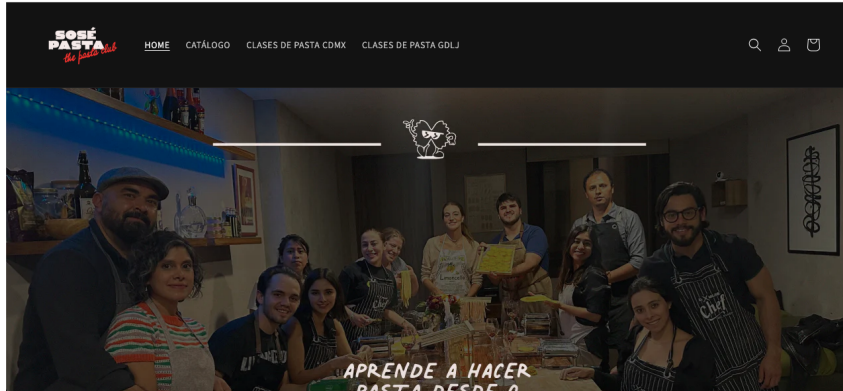 SOSÉ
PASTA
the pasta club
HOME CATÁLOGO CLASES DE PASTA CDMX CLASES DE PASTA GDLJ
Chef
APRENDE A HACER
PASTA DESDE 0